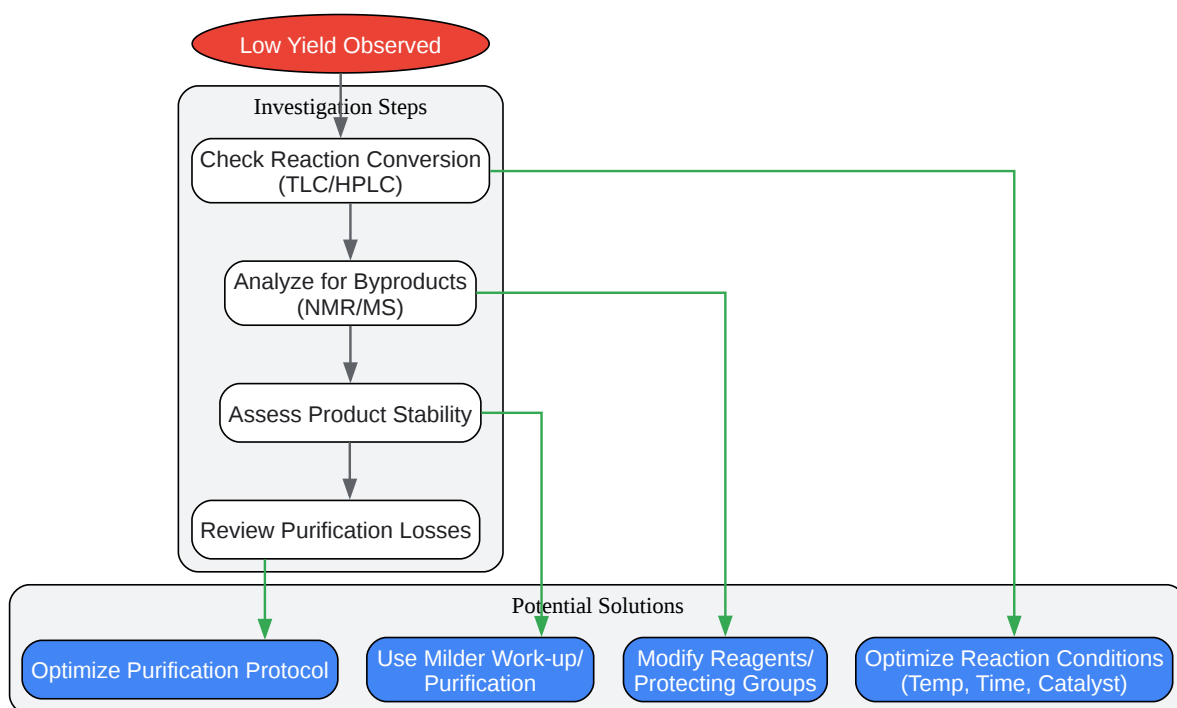 Low Yield Observed
Investigation Steps
Check Reaction Conversion
(TLC/HPLC)
Analyze for Byproducts
(NMR/MS)
Assess Product Stability
Review Purification Losses
Potential Solutions
Optimize Purification Protocol
Use Milder Work-up/
Purification
Modify Reagents/
Protecting Groups
Optimize Reaction Conditions
(Temp, Time, Catalyst)